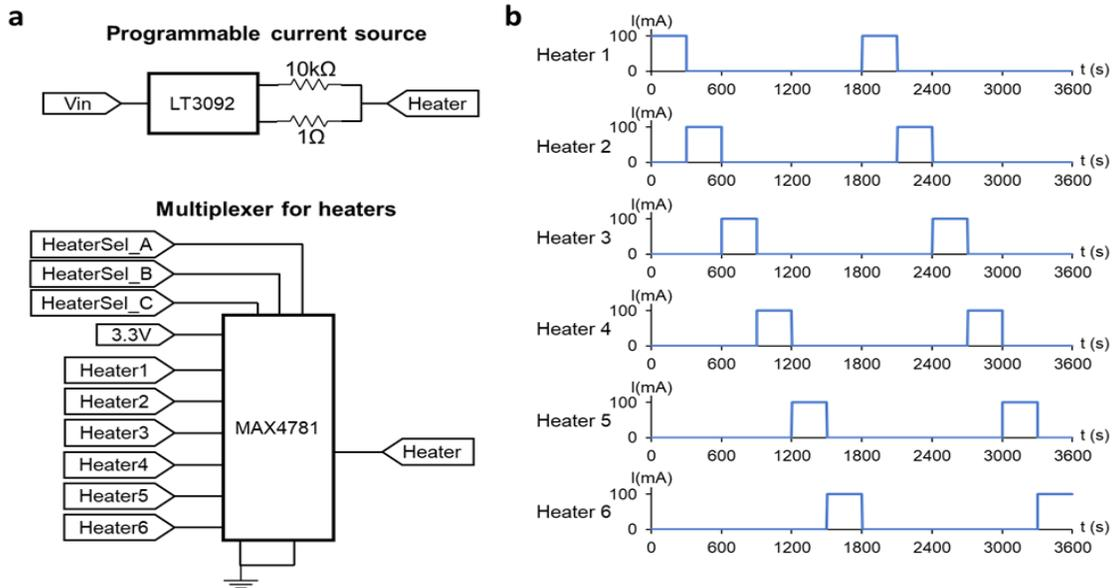 a
Programmable current source
Vin
LT3092
10kΩ
1Ω
Heater
Multiplexer for heaters
HeaterSel_A
HeaterSel_B
HeaterSel_C
3.3V
Heater1
Heater2
Heater3
Heater4
Heater5
Heater6
MAX4781
Heater
b
Heater 1
I(mA)
100
0
0 600 1200 1800 2400 3000 3600
t (s)
Heater 2
I(mA)
100
0
0 600 1200 1800 2400 3000 3600
t (s)
Heater 3
I(mA)
100
0
0 600 1200 1800 2400 3000 3600
t (s)
Heater 4
I(mA)
100
0
0 600 1200 1800 2400 3000 3600
t (s)
Heater 5
I(mA)
100
0
0 600 1200 1800 2400 3000 3600
t (s)
Heater 6
I(mA)
100
0
0 600 1200 1800 2400 3000 3600
t (s)